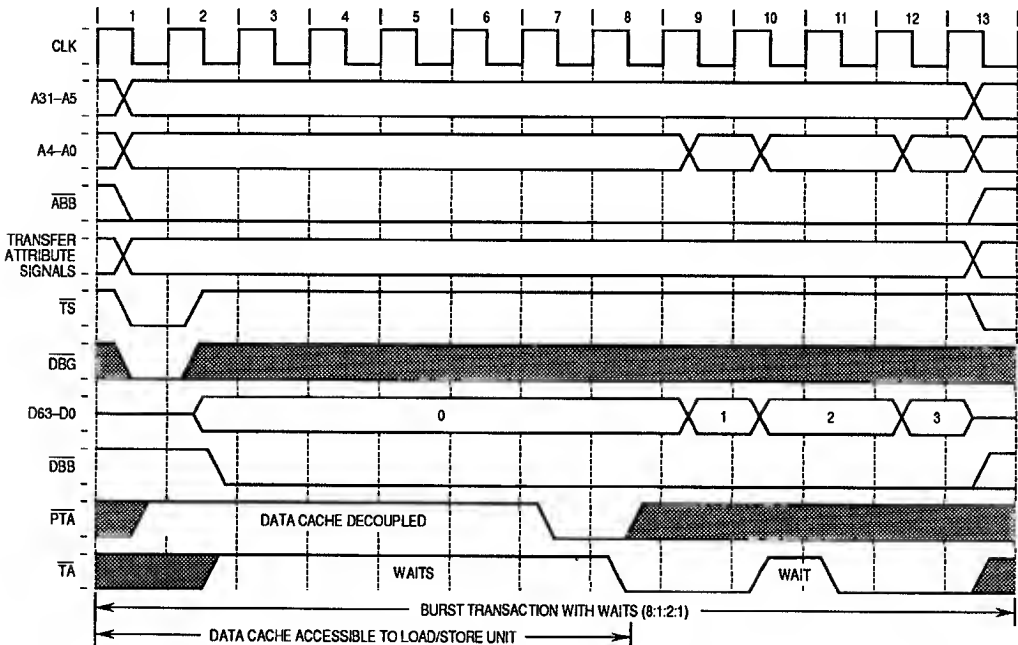 1 2 3 4 5 6 7 8 9 10 11 12 13
CLK
A31–A5
A4–A0
ABB
TRANSFER
ATTRIBUTE
SIGNALS
TS
DBG
D63–D0 0 1 2 3
DBB
PTA DATA CACHE DECOUPLED
TA WAITS WAIT
BURST TRANSACTION WITH WAITS (8:1:2:1)
DATA CACHE ACCESSIBLE TO LOAD/STORE UNIT